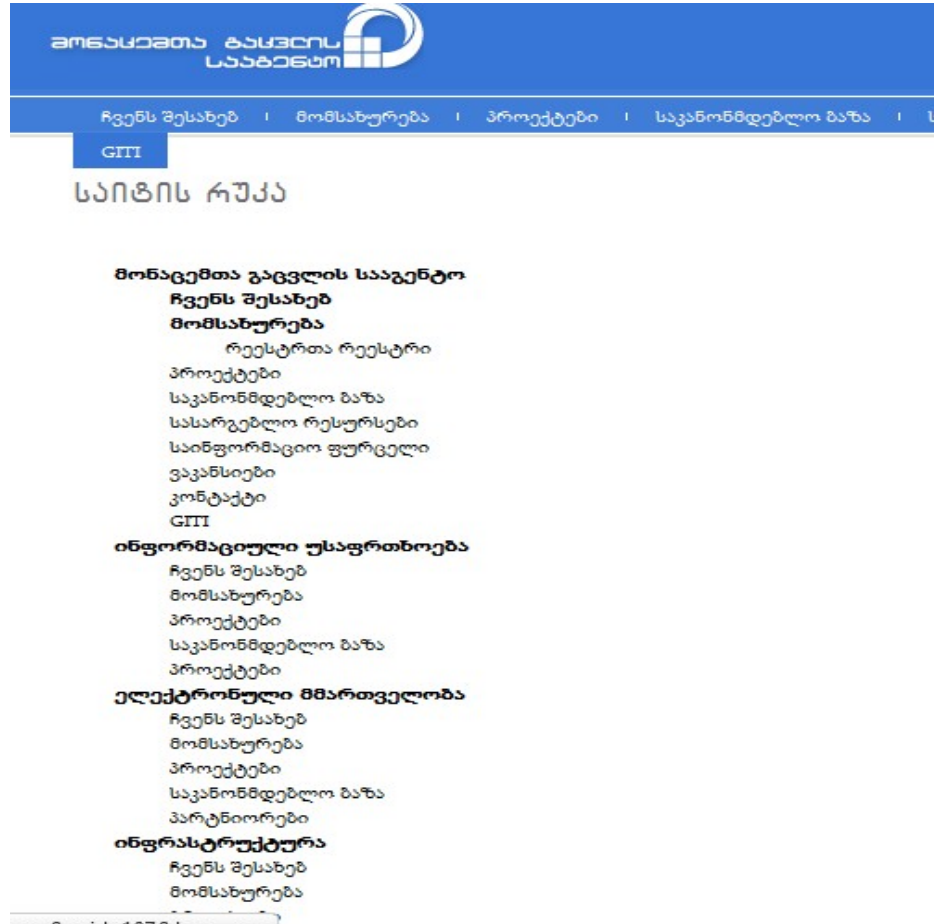 მონაცემთა გაცვლის
სააგენტო
ჩვენს შესახებ | მომსახურება | პროექტები | საკანონმდებლო ბაზა |
GITI
საიტის რუკა
მონაცემთა გაცვლის სააგენტო
ჩვენს შესახებ
მომსახურება
რეესტრთა რეესტრი
პროექტები
საკანონმდებლო ბაზა
სასარგებლო რესურსები
საინფორმაციო ფურცელი
ვაკანსიები
კონტაქტი
GITI
ინფორმაციული უსაფრთხოება
ჩვენს შესახებ
მომსახურება
პროექტები
საკანონმდებლო ბაზა
პროექტები
ელექტრონული მმართველობა
ჩვენს შესახებ
მომსახურება
პროექტები
საკანონმდებლო ბაზა
პარტნიორები
ინფრასტრუქტურა
ჩვენს შესახებ
მომსახურება